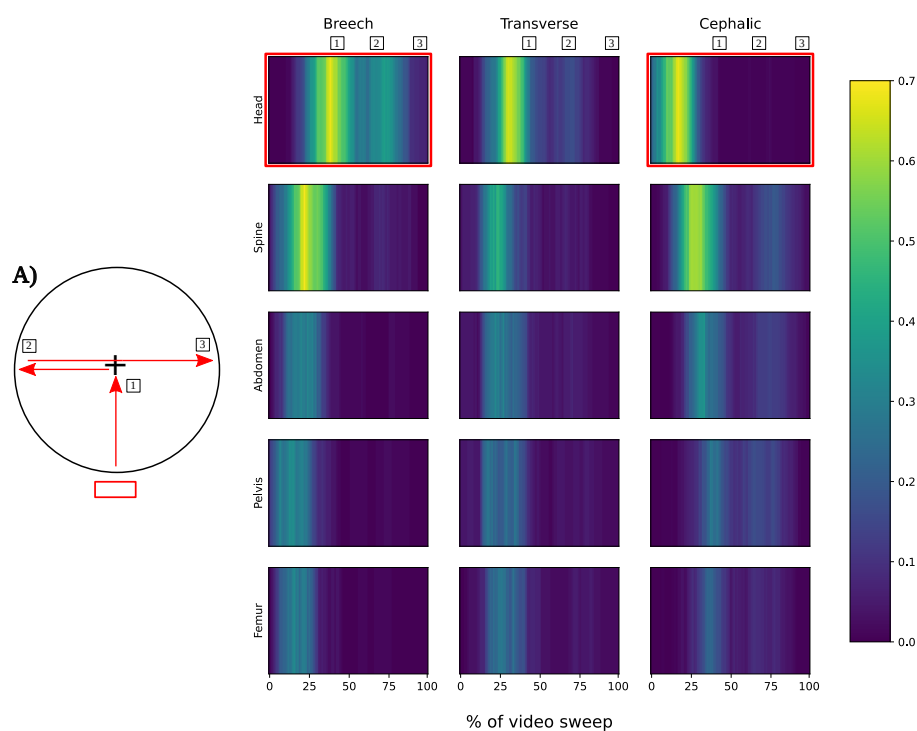 Breech Transverse Cephalic
1 2 3 1 2 3 1 2 3
Head
Spine
Abdomen
Pelvis
Femur
A)
2 3
1
0.7
0.6
0.5
0.4
0.3
0.2
0.1
0.0
0 25 50 75 100 0 25 50 75 100 0 25 50 75 100
% of video sweep